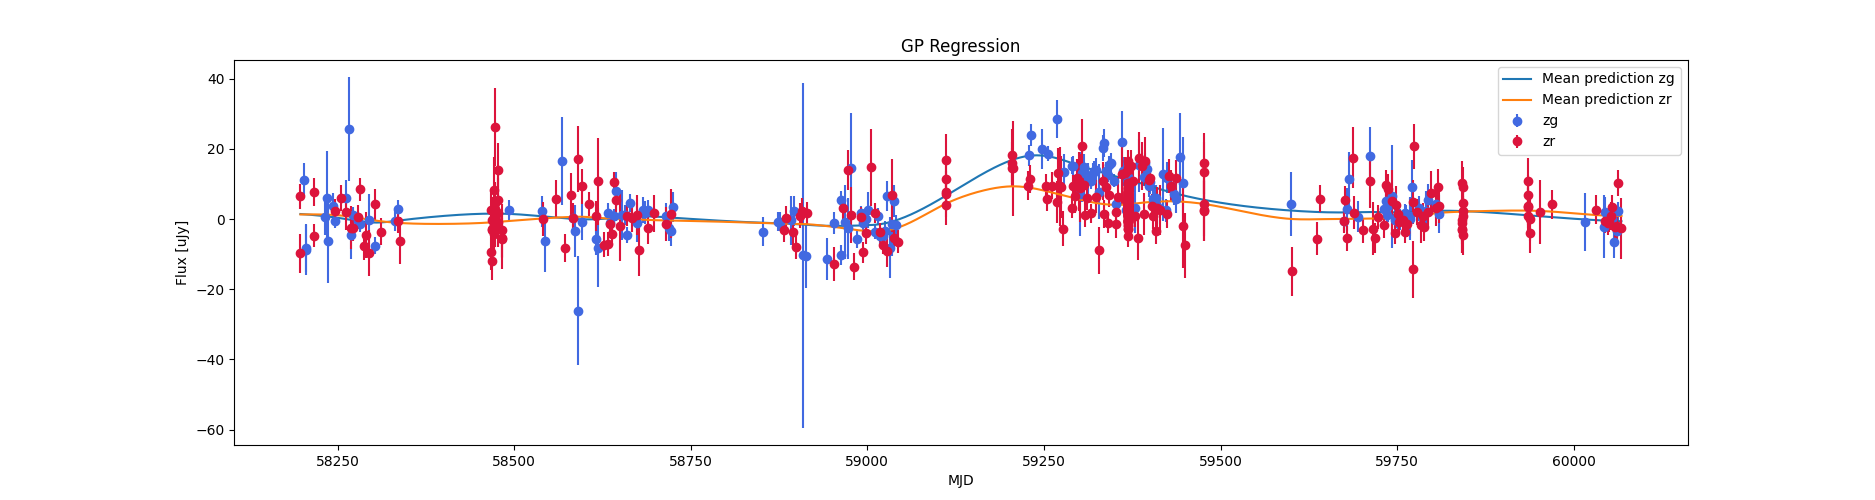 GP Regression
Mean prediction zg
Mean prediction zr
zg
zr
Flux [uJy]
40
20
0
−20
−40
−60
58250
58500
58750
59000
59250
59500
59750
60000
MJD